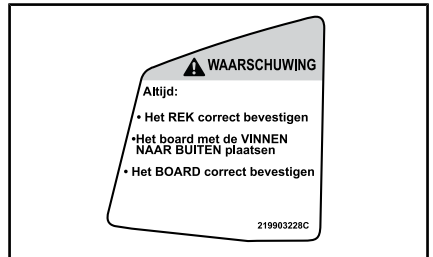 WAARSCHUWING
Altijd:
• Het REK correct bevestigen
•Het board met de VINNEN
NAAR BUITEN plaatsen
• Het BOARD correct bevestigen
219903228C